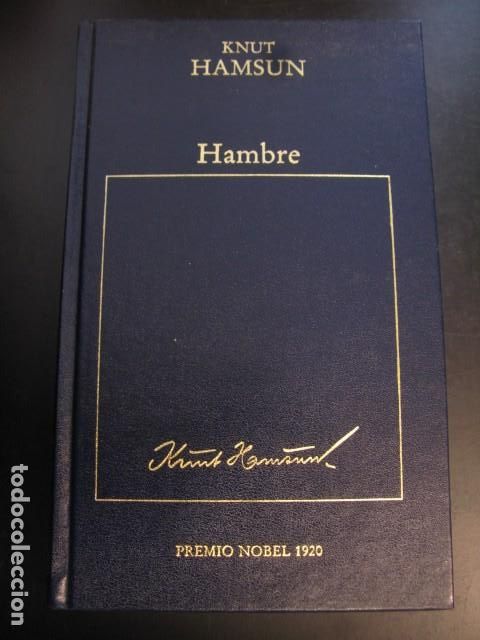 KNUT
HAMSUN
Hambre
Knut Hamsun
PREMIO NOBEL 1920
todocoleccion